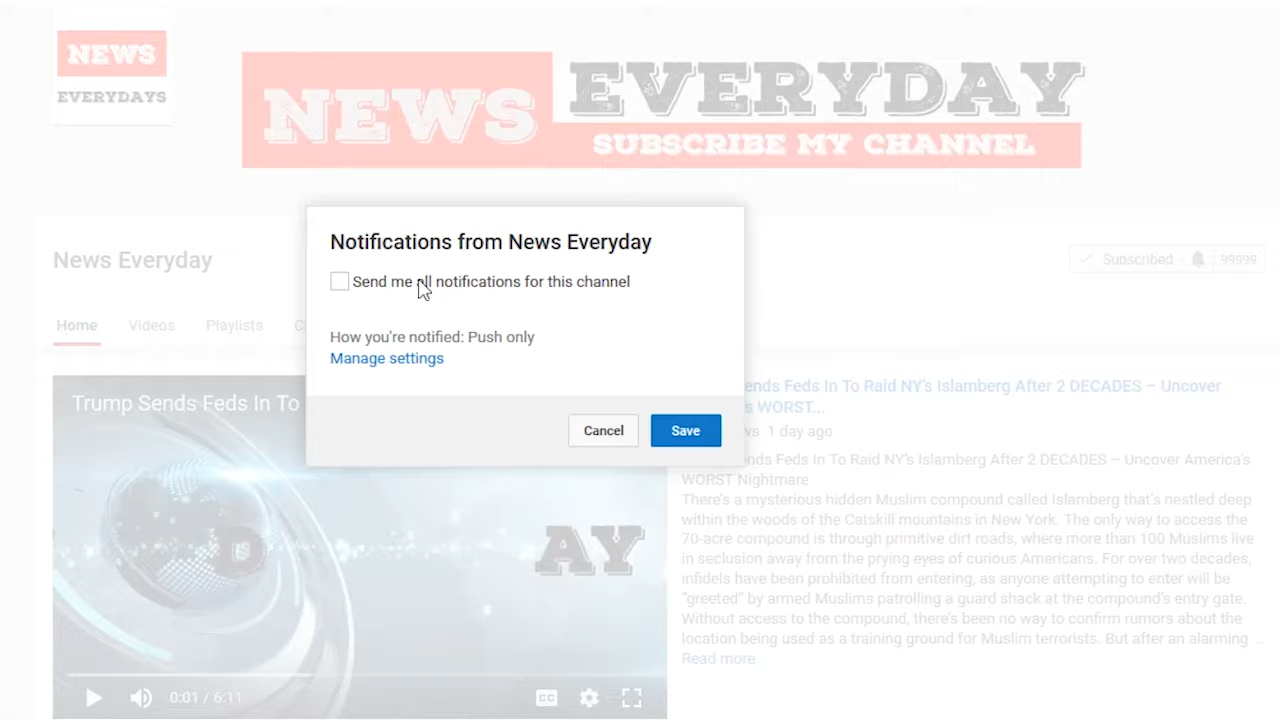 NEWS
EVERYDAYS
NEWS
EVERYDAY
SUBSCRIBE MY CHANNEL
Notifications from News Everyday
Send me all notifications for this channel
How you're notified: Push only
Manage settings
Cancel
Save
News Everyday
Subscribed
99999
Home
Videos
Playlists
C
Trump Sends Feds In To
D
AY
0:01 / 6:11
CC
ends Feds In To Raid NY's Islamberg After 2 DECADES – Uncover
s WORST...
ws 1 day ago
nds Feds In To Raid NY's Islamberg After 2 DECADES – Uncover America's
WORST Nightmare
There's a mysterious hidden Muslim compound called Islamberg that's nestled deep
within the woods of the Catskill mountains in New York. The only way to access the
70-acre compound is through primitive dirt roads, where more than 100 Muslims live
in seclusion away from the prying eyes of curious Americans. For over two decades,
infidels have been prohibited from entering, as anyone attempting to enter will be
"greeted" by armed Muslims patrolling a guard shack at the compound's entry gate.
Without access to the compound, there's been no way to confirm rumors about the
location being used as a training ground for Muslim terrorists. But after an alarming ...
Read more